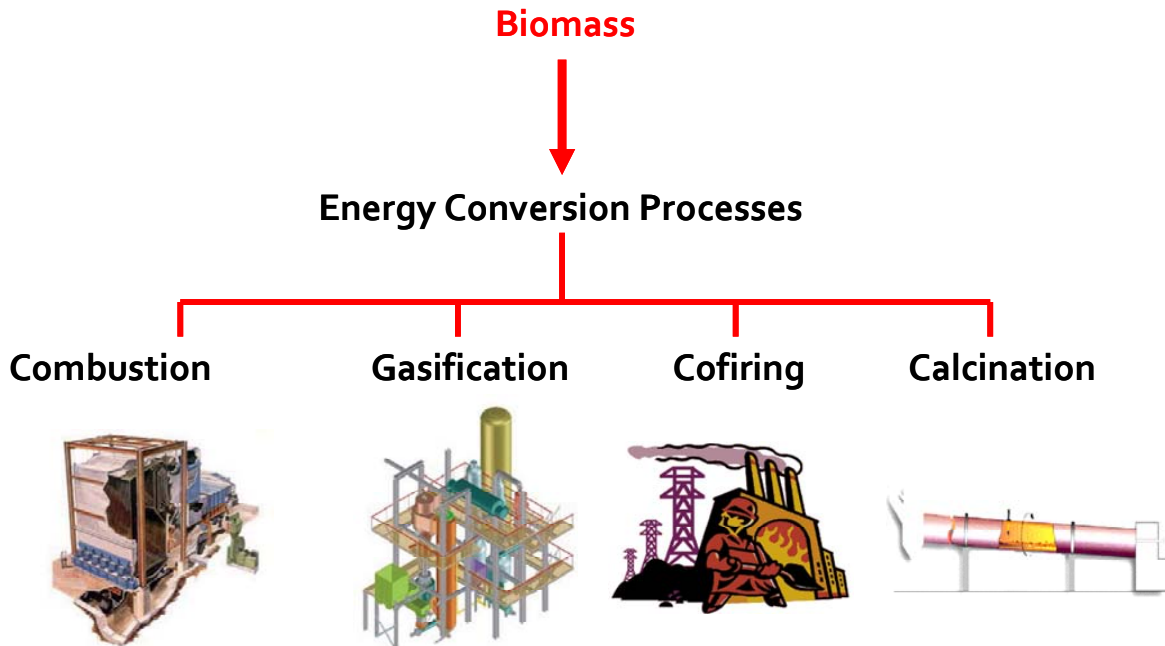 Biomass
Energy Conversion Processes
Combustion
Gasification
Cofiring
Calcination